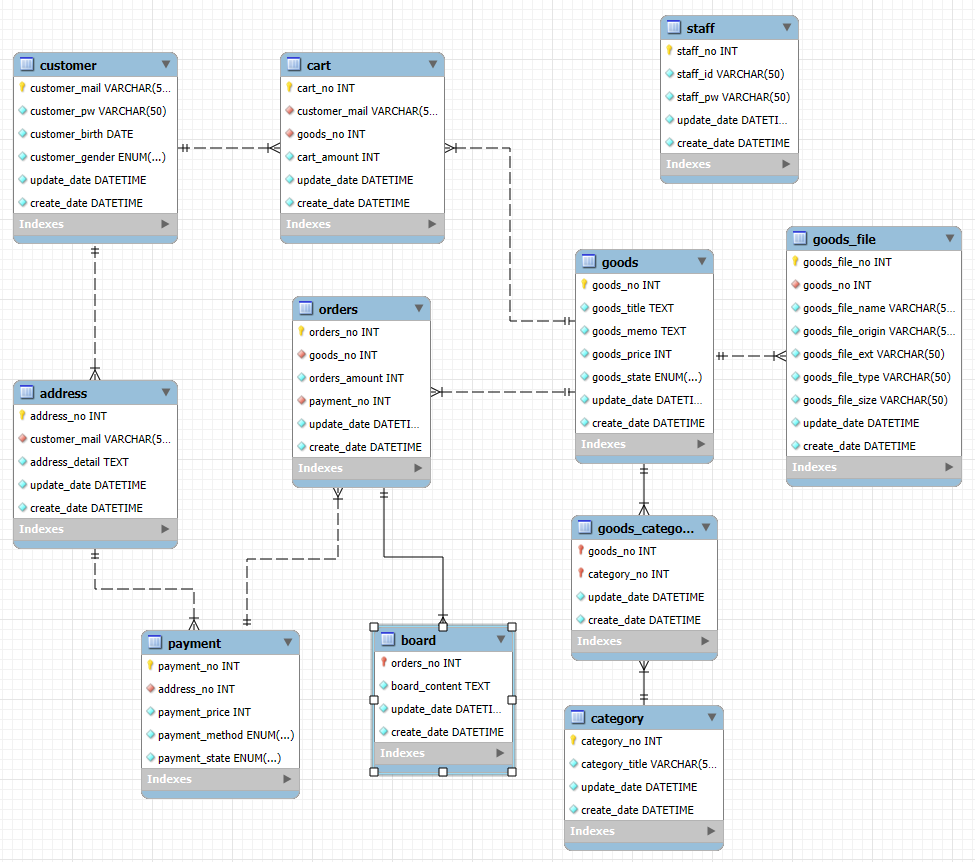 customer
customer_mail VARCHAR(5...
customer_pw VARCHAR(50)
customer_birth DATE
customer_gender ENUM(...)
update_date DATETIME
create_date DATETIME
Indexes
cart
cart_no INT
customer_mail VARCHAR(5...
goods_no INT
cart_amount INT
update_date DATETIME
create_date DATETIME
Indexes
staff
staff_no INT
staff_id VARCHAR(50)
staff_pw VARCHAR(50)
update_date DATETI...
create_date DATETIME
Indexes
goods
goods_no INT
goods_title TEXT
goods_memo TEXT
goods_price INT
goods_state ENUM(...)
update_date DATETI...
create_date DATETIME
Indexes
goods_file
goods_file_no INT
goods_no INT
goods_file_name VARCHAR(5...
goods_file_origin VARCHAR(5...
goods_file_ext VARCHAR(50)
goods_file_type VARCHAR(50)
goods_file_size VARCHAR(50)
update_date DATETIME
create_date DATETIME
Indexes
orders
orders_no INT
goods_no INT
orders_amount INT
payment_no INT
update_date DATETI...
create_date DATETIME
Indexes
address
address_no INT
customer_mail VARCHAR(5...
address_detail TEXT
update_date DATETIME
create_date DATETIME
Indexes
goods_catego...
goods_no INT
category_no INT
update_date DATETIME
create_date DATETIME
Indexes
payment
payment_no INT
address_no INT
payment_price INT
payment_method ENUM(...)
payment_state ENUM(...)
Indexes
board
orders_no INT
board_content TEXT
update_date DATETI...
create_date DATETIME
Indexes
category
category_no INT
category_title VARCHAR(5...
update_date DATETIME
create_date DATETIME
Indexes